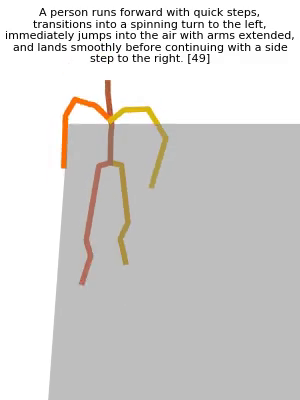 A person runs forward with quick steps,
transitions into a spinning turn to the left,
immediately jumps into the air with arms extended,
and lands smoothly before continuing with a side
step to the right. [49]